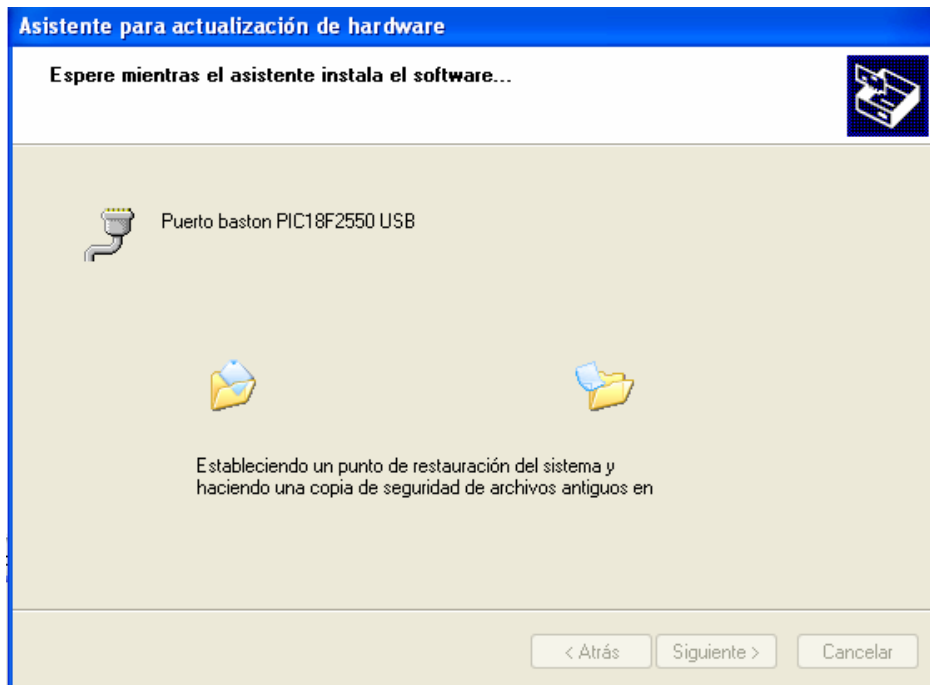 Asistente para actualización de hardware
Espere mientras el asistente instala el software...
Puerto baston PIC18F2550 USB
Estableciendo un punto de restauración del sistema y
haciendo una copia de seguridad de archivos antiguos en
< Atrás
Siguiente >
Cancelar